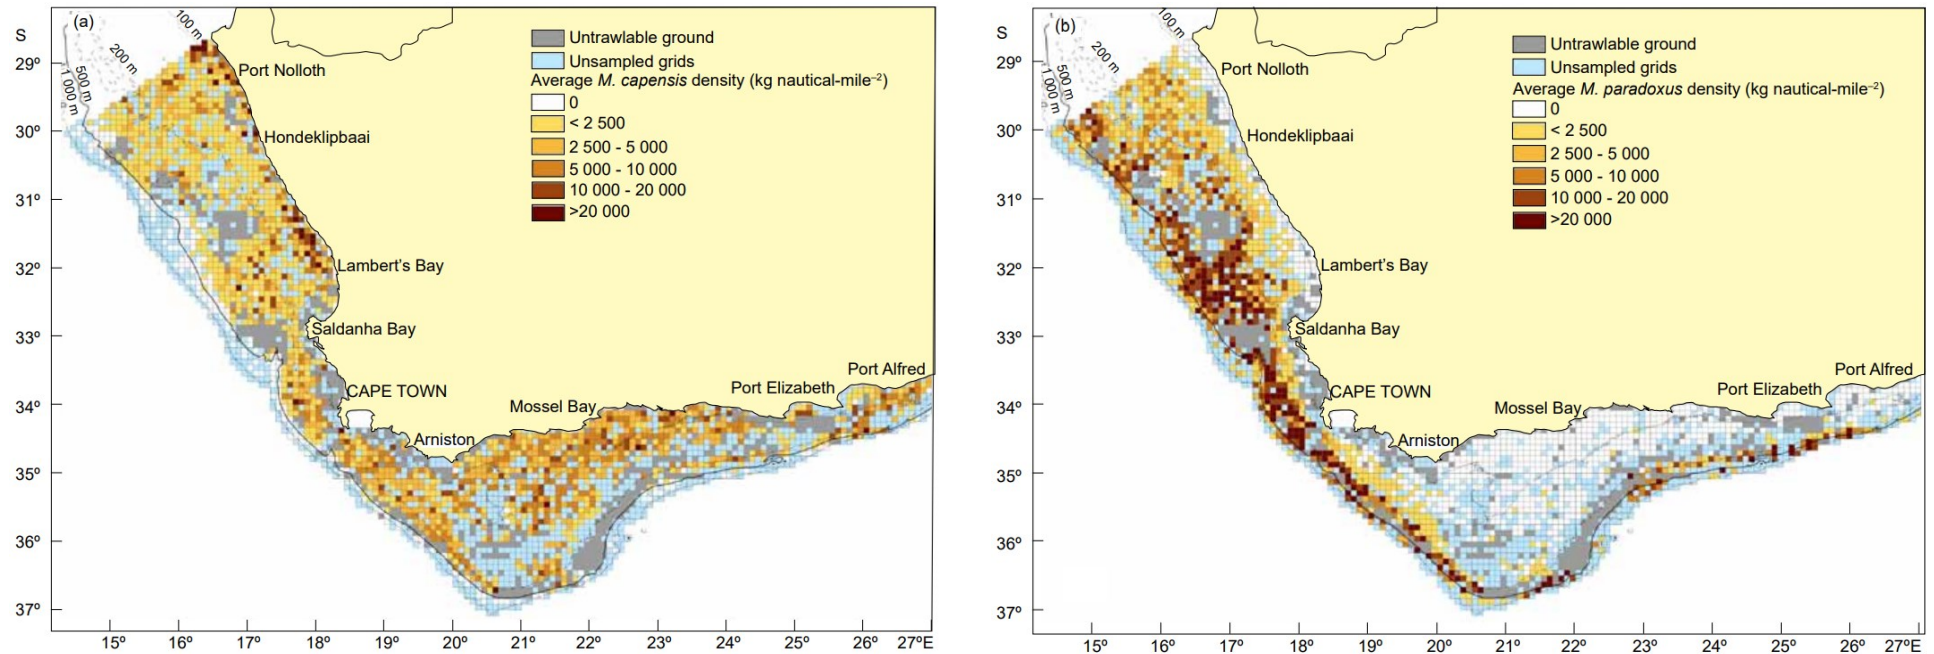 (a)
S
29º
30º
31º
32º
33º
34º
35º
36º
37º
15º 16º 17º 18º 19º 20º 21º 22º 23º 24º 25º 26º 27ºE
100 m
200 m
500 m
1 000 m
Untrawlable ground
Unsampled grids
Average M. capensis density (kg nautical-mile⁻²)
0
< 2 500
2 500 - 5 000
5 000 - 10 000
10 000 - 20 000
>20 000
Port Nolloth
Hondeklipbaai
Lambert's Bay
Saldanha Bay
CAPE TOWN
Arniston
Mossel Bay
Port Elizabeth
Port Alfred
(b)
S
29º
30º
31º
32º
33º
34º
35º
36º
37º
15º 16º 17º 18º 19º 20º 21º 22º 23º 24º 25º 26º 27ºE
100 m
200 m
500 m
1 000 m
Untrawlable ground
Unsampled grids
Average M. paradoxus density (kg nautical-mile⁻²)
0
< 2 500
2 500 - 5 000
5 000 - 10 000
10 000 - 20 000
>20 000
Port Nolloth
Hondeklipbaai
Lambert's Bay
Saldanha Bay
CAPE TOWN
Arniston
Mossel Bay
Port Elizabeth
Port Alfred